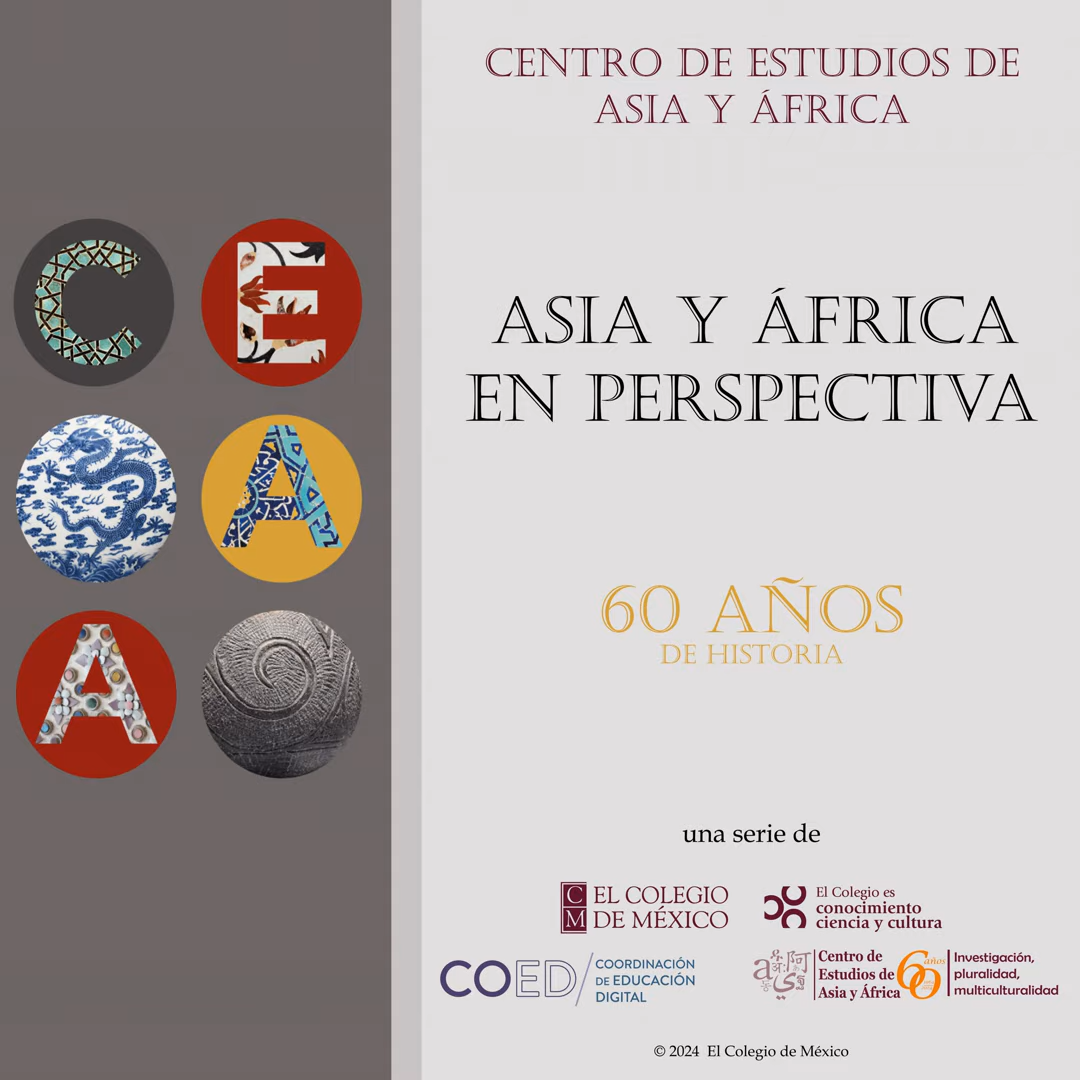 CENTRO DE ESTUDIOS DE
ASIA Y ÁFRICA
C E
A
A
ASIA Y ÁFRICA
EN PERSPECTIVA
60 AÑOS
DE HISTORIA
una serie de
C M
EL COLEGIO
DE MÉXICO
El Colegio es
conocimiento
ciencia y cultura
COED
COORDINACIÓN
DE EDUCACIÓN
DIGITAL
Centro de
Estudios de
Asia y África
60 años
Investigación,
pluralidad,
multiculturalidad
© 2024 El Colegio de México